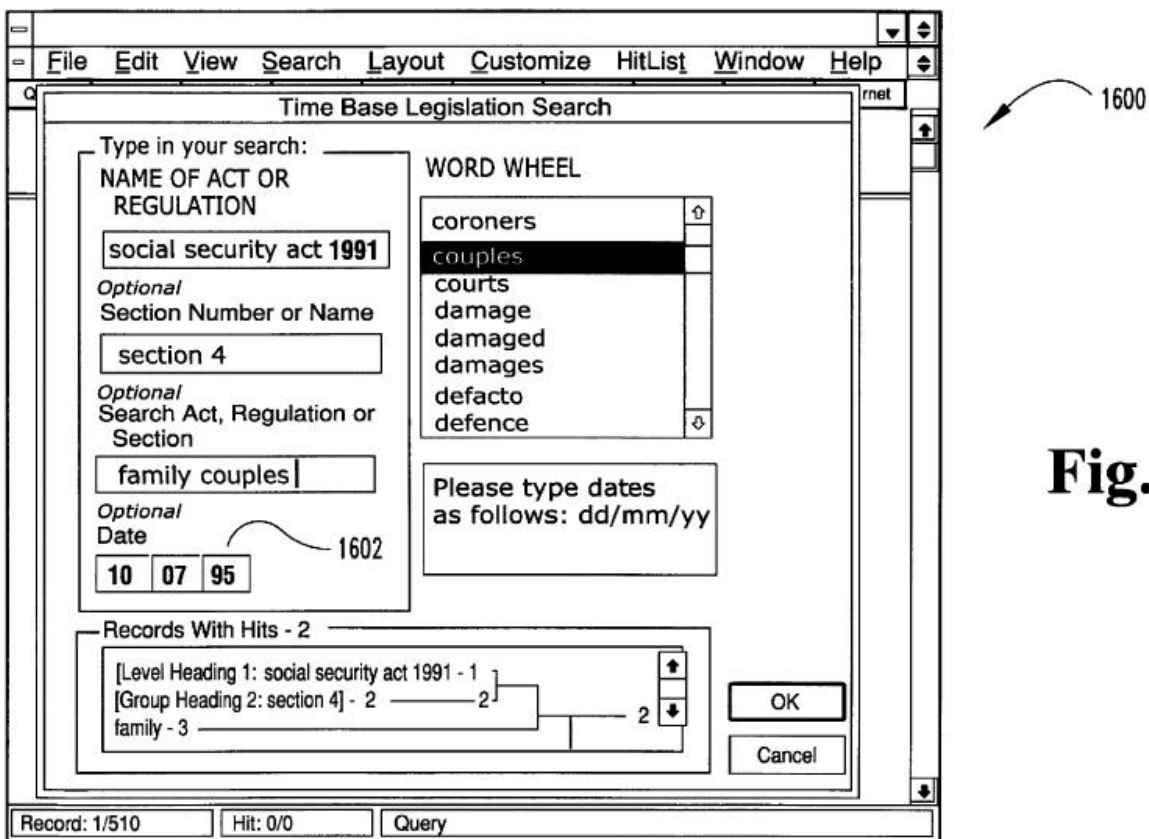 File Edit View Search Layout Customize HitList Window Help
Q rnet
Time Base Legislation Search
1600
Type in your search:
NAME OF ACT OR
REGULATION
social security act 1991
Optional
Section Number or Name
section 4
Optional
Search Act, Regulation or
Section
family couples
Optional
Date
10 07 95
1602
WORD WHEEL
coroners
couples
courts
damage
damaged
damages
defacto
defence
Please type dates
as follows: dd/mm/yy
Fig.
Records With Hits - 2
[Level Heading 1: social security act 1991 - 1
[Group Heading 2: section 4] - 2 2
family - 3 2
OK
Cancel
Record: 1/510 Hit: 0/0 Query